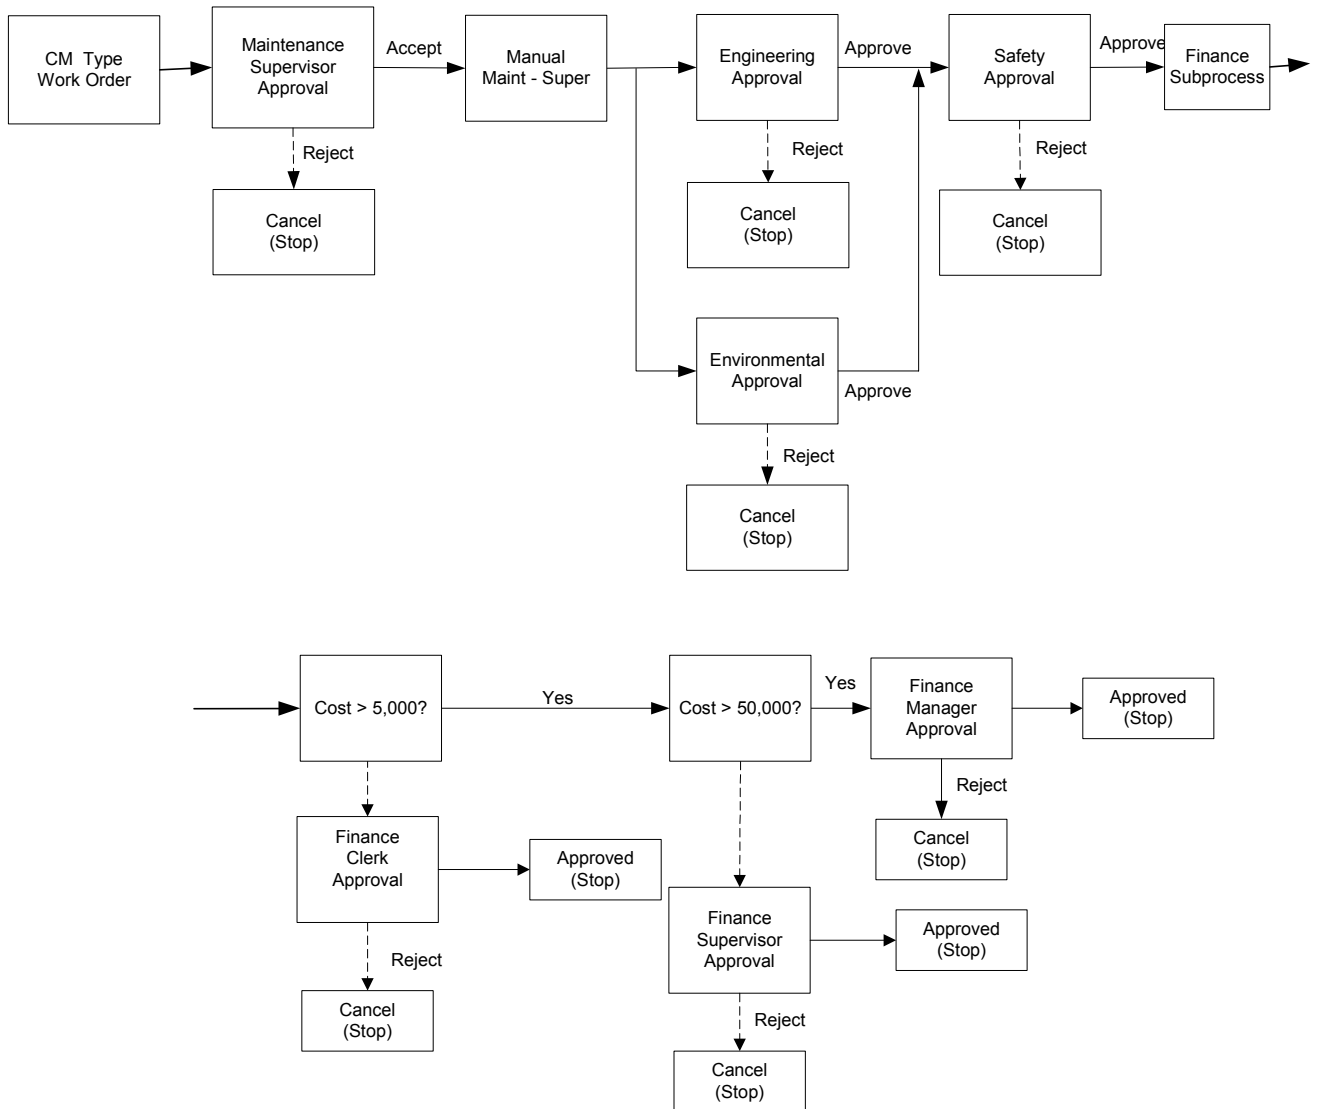 CM Type
Work Order
Maintenance
Supervisor
Approval
Accept
Manual
Maint - Super
Engineering
Approval
Approve
Safety
Approval
Approve
Finance
Subprocess
Reject
Cancel
(Stop)
Reject
Cancel
(Stop)
Reject
Cancel
(Stop)
Environmental
Approval
Approve
Reject
Cancel
(Stop)
Cost > 5,000?
Yes
Cost > 50,000?
Yes
Finance
Manager
Approval
Approved
(Stop)
Reject
Cancel
(Stop)
Finance
Clerk
Approval
Approved
(Stop)
Reject
Cancel
(Stop)
Finance
Supervisor
Approval
Approved
(Stop)
Reject
Cancel
(Stop)